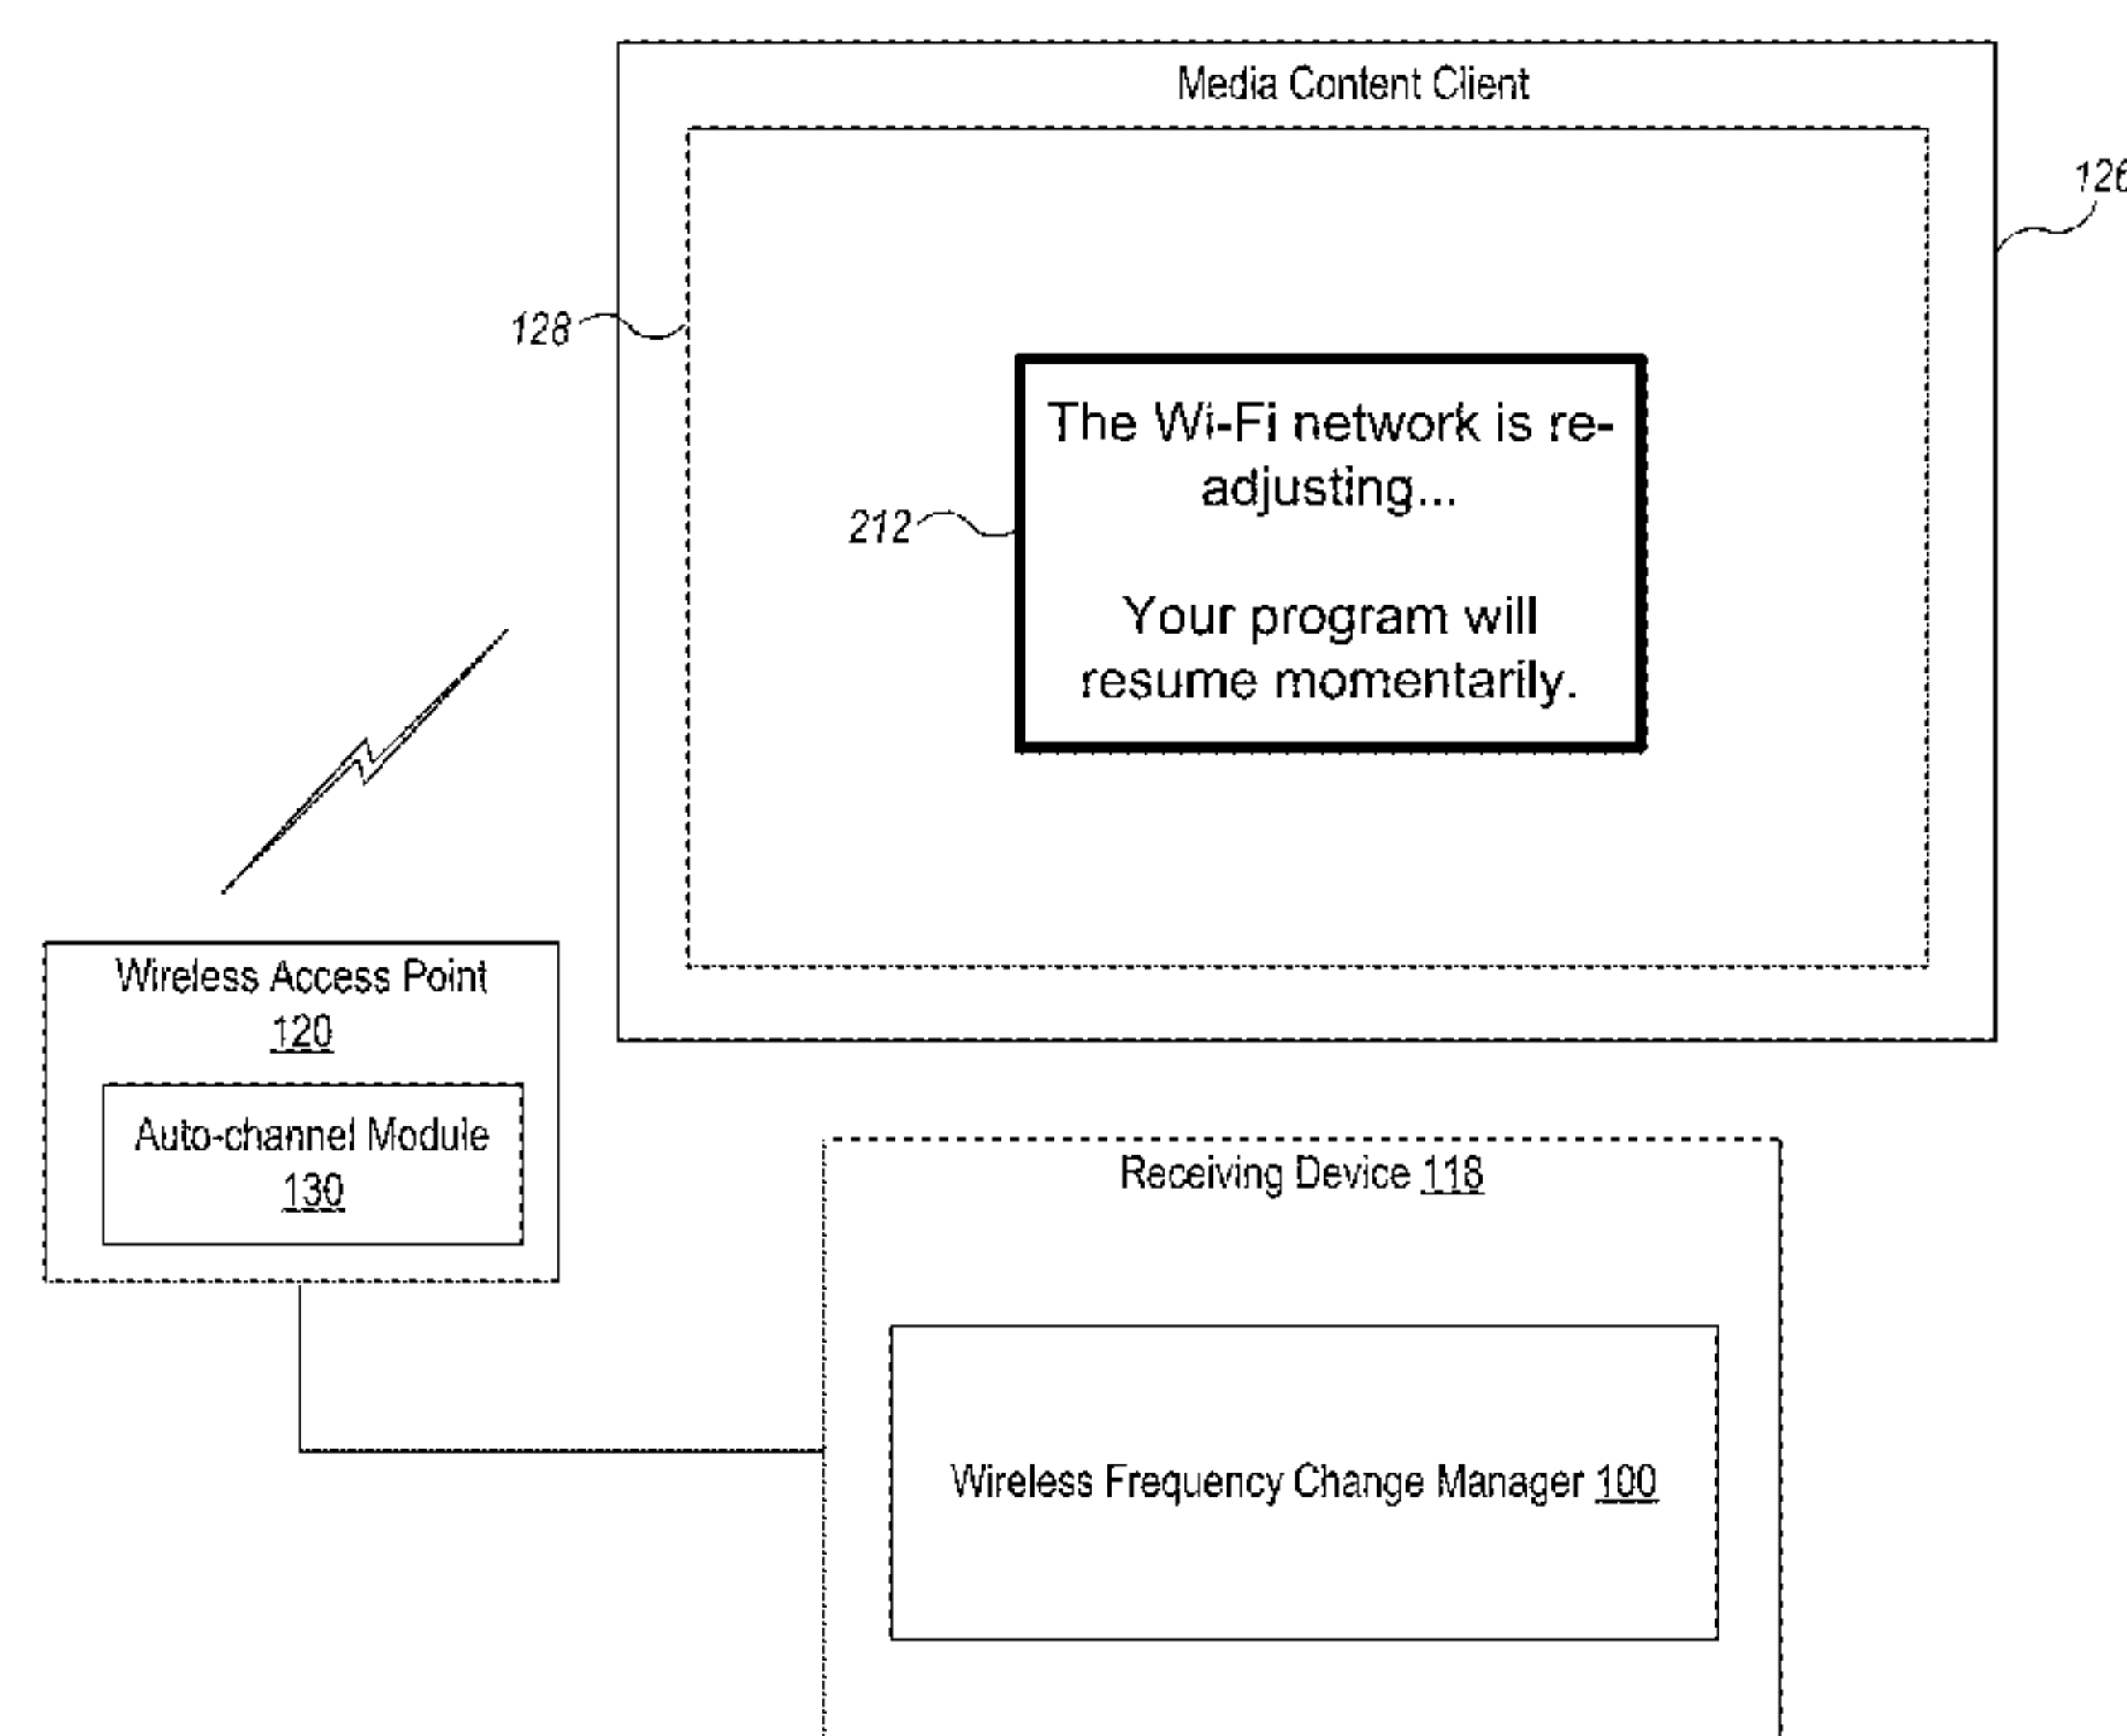 Media Content Client
126
128
The Wi-Fi network is re-
adjusting...
212
Your program will
resume momentarily.
Wireless Access Point
120
Auto-channel Module
130
Receiving Device 118
Wireless Frequency Change Manager 100